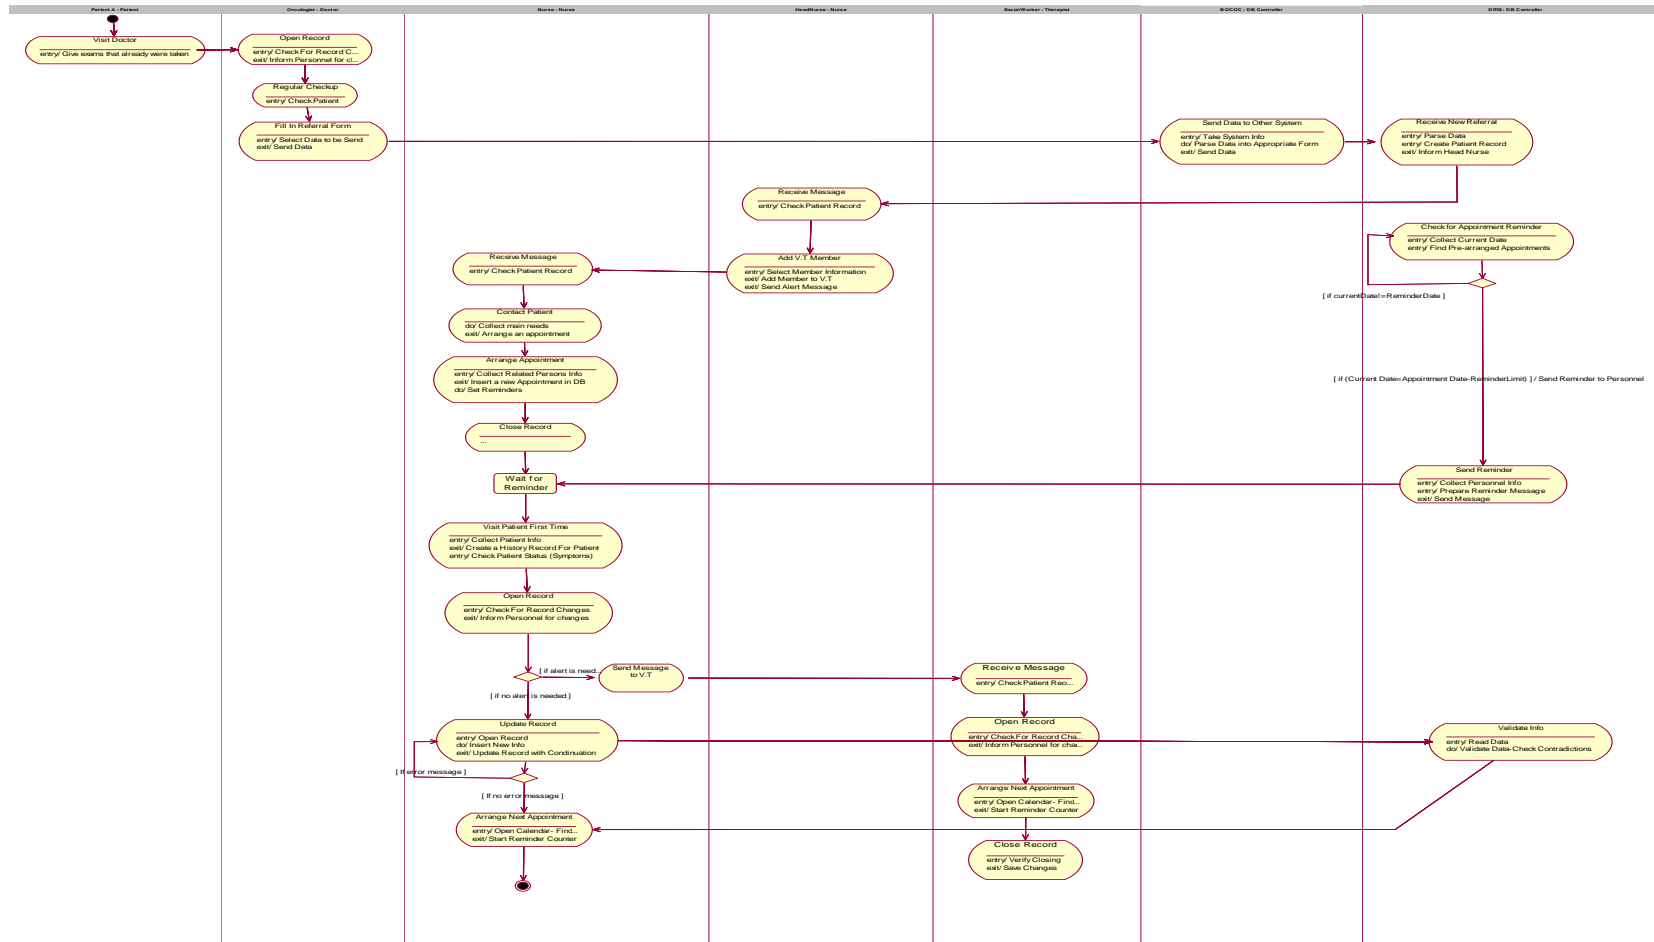 Patient A : Patient
Oncologist : Doctor
Nurse : Nurse
HeadNurse : Nurse
SocialWorker : Therapist
BOCOC : DB Controller
DITIS : DB Controller
Visit Doctor
entry/ Give exams that already were taken
Open Record
entry/ Check For Record C...
exit/ Inform Personnel for cl...
Regular Checkup
entry/ Check Patient
Fill In Referral Form
entry/ Select Data to be Send
exit/ Send Data
Send Data to Other System
entry/ Take System Info
do/ Parse Data into Appropriate Form
exit/ Send Data
Receive New Referral
entry/ Parse Data
entry/ Create Patient Record
exit/ Inform Head Nurse
Receive Message
entry/ Check Patient Record
Check for Appointment Reminder
entry/ Collect Current Date
entry/ Find Pre-arranged Appointments
Receive Message
entry/ Check Patient Record
Add V.T Member
entry/ Select Member Information
exit/ Add Member to V.T
exit/ Send Alert Message
[ if currentDate!=ReminderDate ]
Contact Patient
do/ Collect main needs
exit/ Arrange an appointment
Arrange Appointment
entry/ Collect Related Persons Info
exit/ Insert a new Appointment in DB
do/ Set Reminders
[ if (Current Date=Appointment Date-ReminderLimit) ] / Send Reminder to Personnel
Close Record
...
Wait for
Reminder
Send Reminder
entry/ Collect Personnel Info
entry/ Prepare Reminder Message
exit/ Send Message
Visit Patient First Time
entry/ Collect Patient Info
exit/ Create a History Record For Patient
entry/ Check Patient Status (Symptoms)
Open Record
entry/ Check For Record Changes
exit/ Inform Personnel for changes
[ if alert is need...
Send Message
to V.T
Receive Message
entry/ Check Patient Rec...
[ if no alert is needed ]
Update Record
entry/ Open Record
do/ Insert New Info
exit/ Update Record with Condinuation
Open Record
entry/ Check For Record Cha...
exit/ Inform Personnel for cha...
Validate Info
entry/ Read Data
do/ Validate Data-Check Contradictions
[ If error message ]
[ If no error message ]
Arrange Next Appointment
entry/ Open Calendar- Find...
exit/ Start Reminder Counter
Arrange Next Appointment
entry/ Open Calendar- Find...
exit/ Start Reminder Counter
Close Record
entry/ Verify Closing
exit/ Save Changes